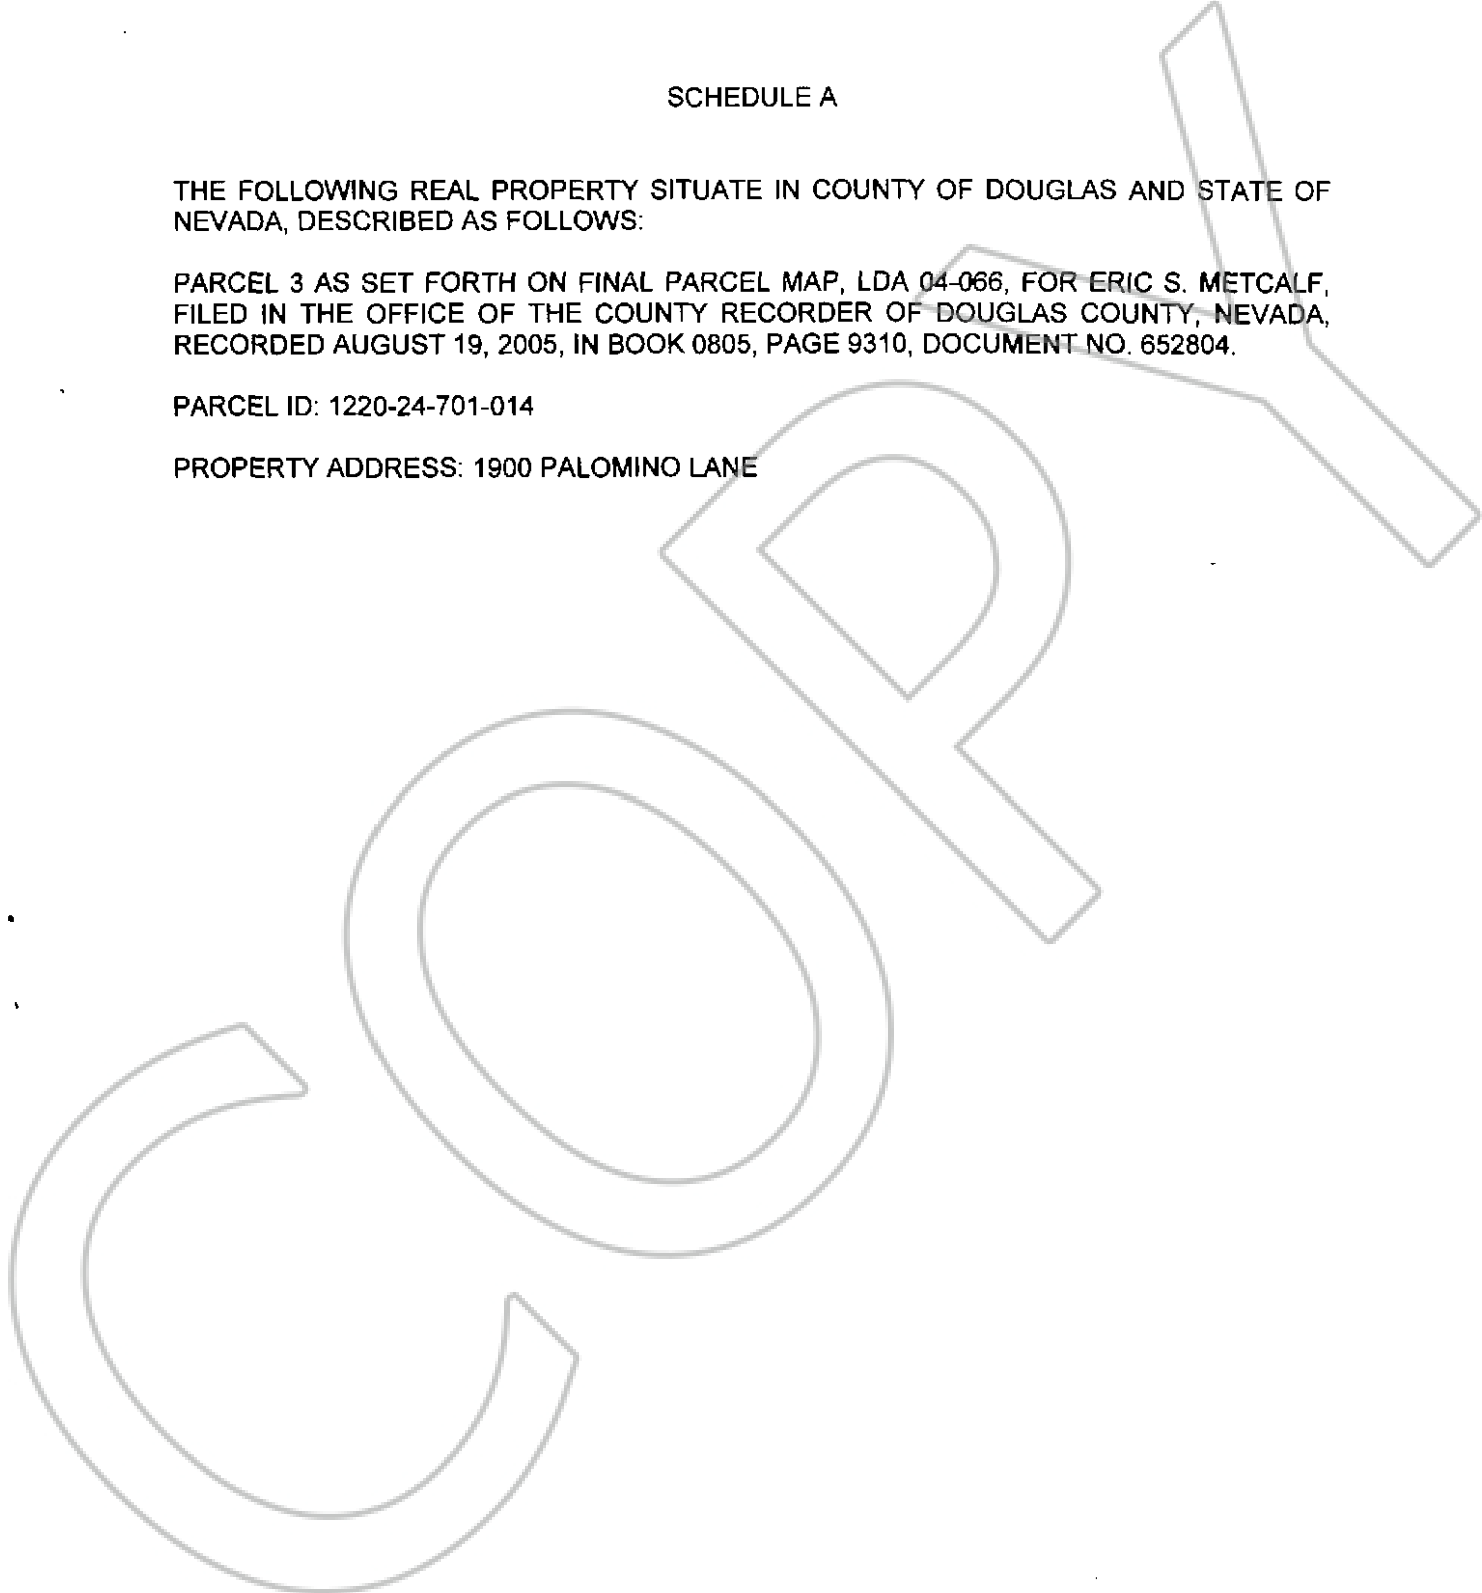 SCHEDULE A
THE FOLLOWING REAL PROPERTY SITUATE IN COUNTY OF DOUGLAS AND STATE OF
NEVADA, DESCRIBED AS FOLLOWS:
PARCEL 3 AS SET FORTH ON FINAL PARCEL MAP, LDA 04-066, FOR ERIC S. METCALF,
FILED IN THE OFFICE OF THE COUNTY RECORDER OF DOUGLAS COUNTY, NEVADA,
RECORDED AUGUST 19, 2005, IN BOOK 0805, PAGE 9310, DOCUMENT NO. 652804.
PARCEL ID: 1220-24-701-014
PROPERTY ADDRESS: 1900 PALOMINO LANE
COPY